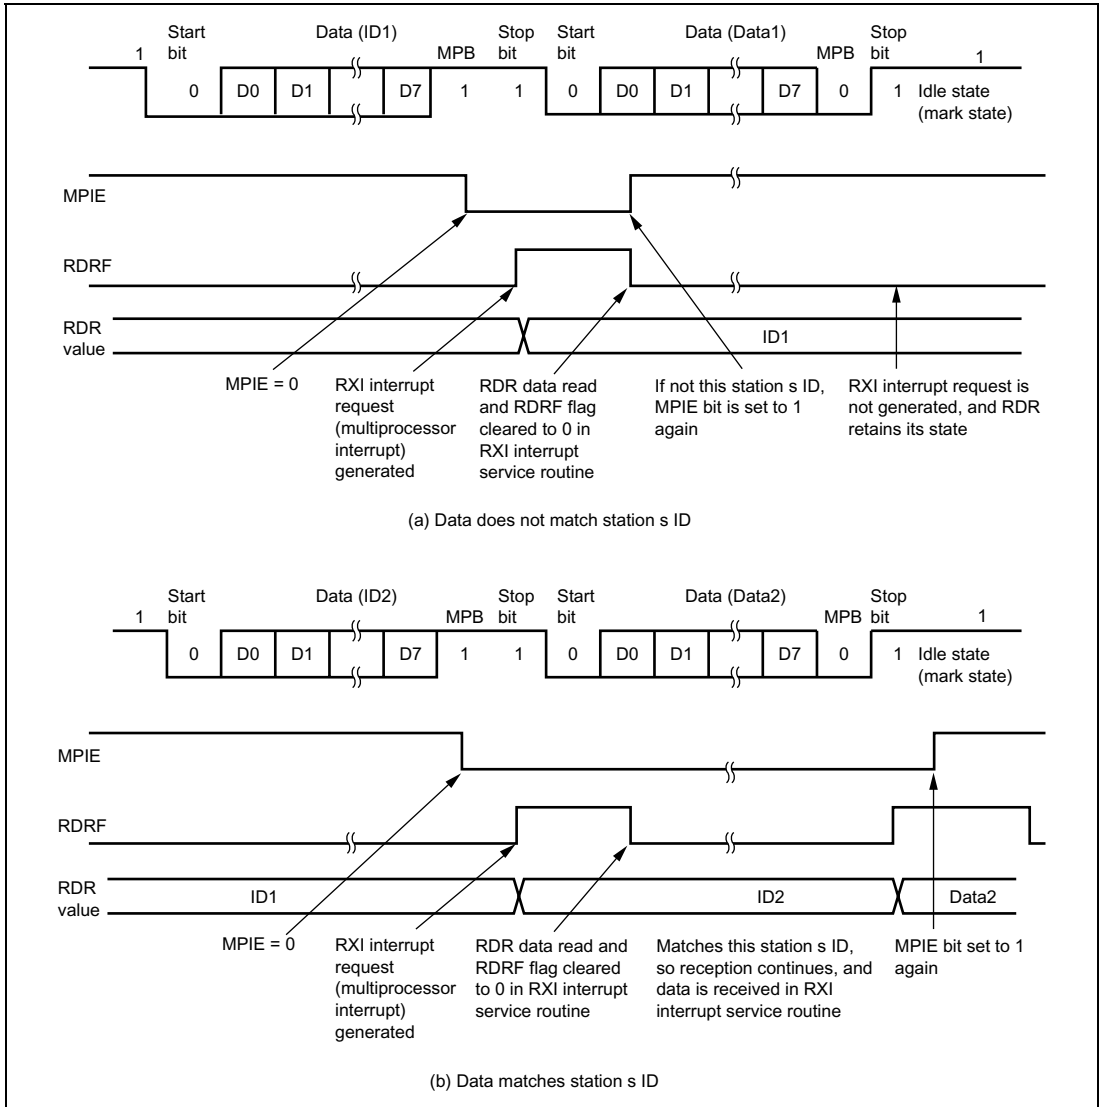 Start bit Data (ID1) MPB Stop bit Start bit Data (Data1) MPB Stop bit
1 1
0 D0 D1 D7 1 1 0 D0 D1 D7 0 1 Idle state
(mark state)
MPIE
RDRF
RDR
value
ID1
MPIE = 0
RXI interrupt
request
(multiprocessor
interrupt)
generated
RDR data read
and RDRF flag
cleared to 0 in
RXI interrupt
service routine
If not this station s ID,
MPIE bit is set to 1
again
RXI interrupt request is
not generated, and RDR
retains its state
(a) Data does not match station s ID
Start bit Data (ID2) MPB Stop bit Start bit Data (Data2) MPB Stop bit
1 1
0 D0 D1 D7 1 1 0 D0 D1 D7 0 1 Idle state
(mark state)
MPIE
RDRF
RDR
value
ID1 ID2 Data2
MPIE = 0
RXI interrupt
request
(multiprocessor
interrupt)
generated
RDR data read and
RDRF flag cleared
to 0 in RXI interrupt
service routine
Matches this station s ID,
so reception continues, and
data is received in RXI
interrupt service routine
MPIE bit set to 1
again
(b) Data matches station s ID